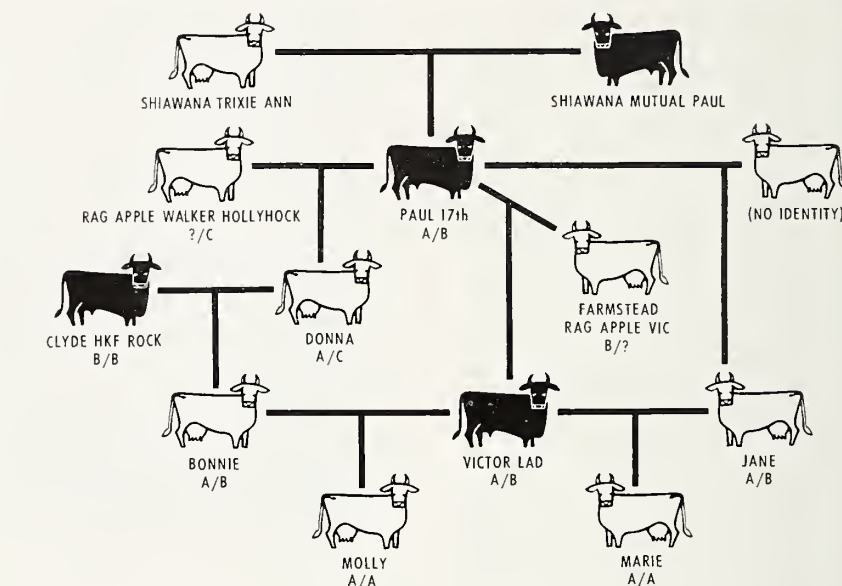 SHIAWANA TRIXIE ANN
SHIAWANA MUTUAL PAUL
RAG APPLE WALKER HOLLYHOCK
?/C
PAUL 17th
A/B
(NO IDENTITY)
CLYDE HKF ROCK
B/B
DONNA
A/C
FARMSTEAD
RAG APPLE VIC
B/?
BONNIE
A/B
VICTOR LAD
A/B
JANE
A/B
MOLLY
A/A
MARIE
A/A